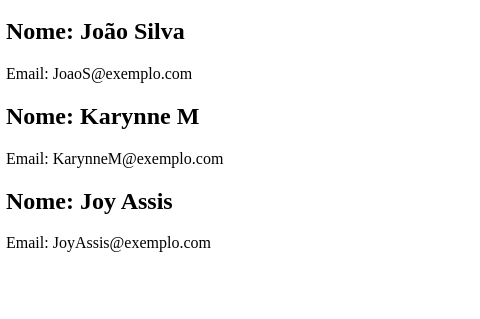 Nome: João Silva
Email: JoaoS@exemplo.com
Nome: Karynne M
Email: KarynneM@exemplo.com
Nome: Joy Assis
Email: JoyAssis@exemplo.com